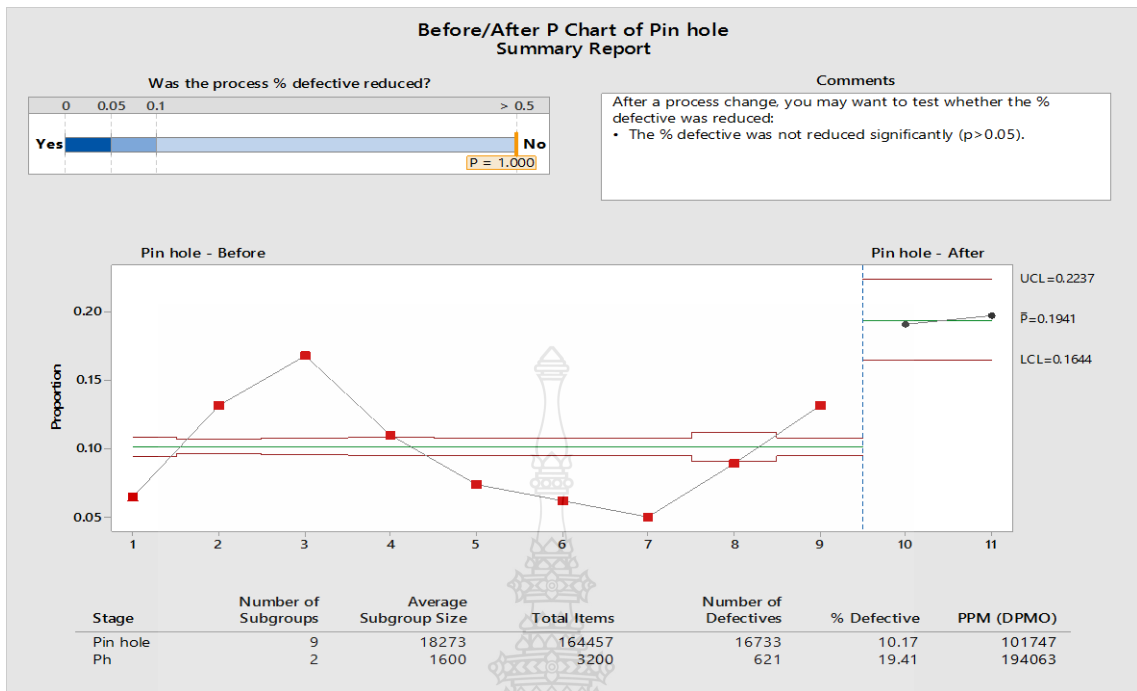 Before/After P Chart of Pin hole
Summary Report
Was the process % defective reduced?
0 0.05 0.1 > 0.5
Yes No
P = 1.000
Comments
After a process change, you may want to test whether the %
defective was reduced:
• The % defective was not reduced significantly (p>0.05).
Pin hole - Before Pin hole - After
Proportion
0.20
0.15
0.10
0.05
UCL=0.2237
P̄=0.1941
LCL=0.1644
1 2 3 4 5 6 7 8 9 10 11
Number of Average Number of
Stage Subgroups Subgroup Size Total Items Defectives % Defective PPM (DPMO)
Pin hole 9 18273 164457 16733 10.17 101747
Ph 2 1600 3200 621 19.41 194063